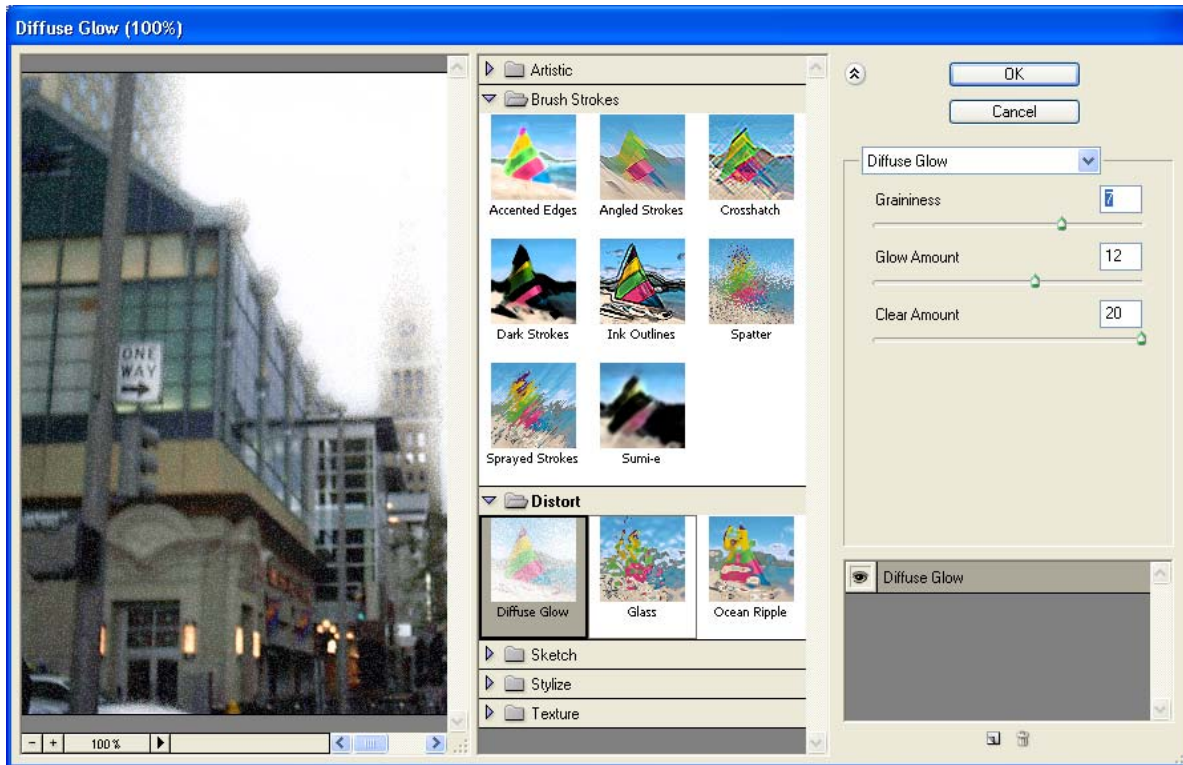 Diffuse Glow (100%)
ONE
WAY
100%
Artistic
Brush Strokes
Accented Edges
Angled Strokes
Crosshatch
Dark Strokes
Ink Outlines
Spatter
Sprayed Strokes
Sumi-e
Distort
Diffuse Glow
Glass
Ocean Ripple
Sketch
Stylize
Texture
OK
Cancel
Diffuse Glow
Graininess 7
Glow Amount 12
Clear Amount 20
Diffuse Glow